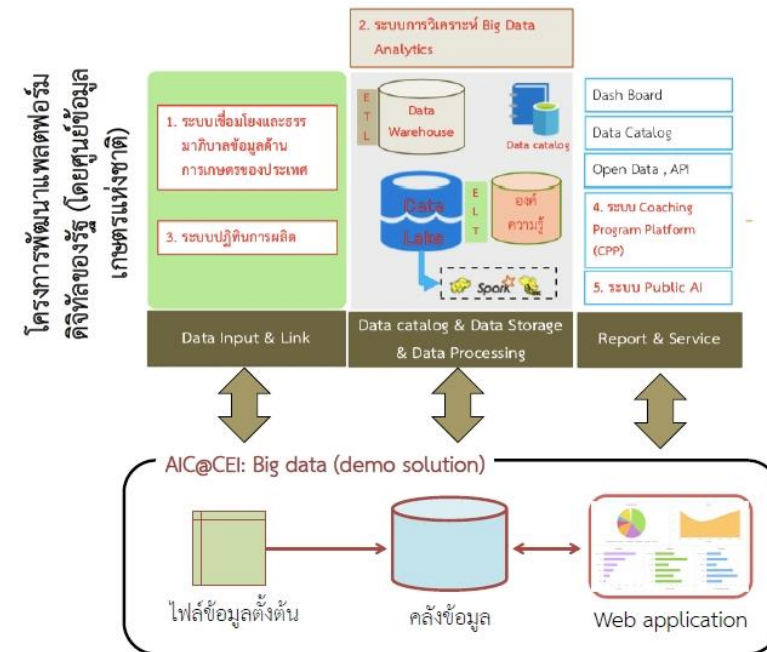 โครงการพัฒนาแพลตฟอร์ม
ดิจิทัลของรัฐ (โดยศูนย์ข้อมูล
เกษตรแห่งชาติ)
2. ระบบการวิเคราะห์ Big Data
Analytics
1. ระบบเชื่อมโยงและธรร
มาภิบาลข้อมูลด้าน
การเกษตรของประเทศ
3. ระบบปฏิทินการผลิต
E
T
L
Data
Warehouse
Data catalog
Data
Lake
E
L
T
องค์
ความรู้
Spark
Dash Board
Data Catalog
Open Data , API
4. ระบบ Coaching
Program Platform
(CPP)
5. ระบบ Public AI
Data Input & Link
Data catalog & Data Storage
& Data Processing
Report & Service
AIC@CEI: Big data (demo solution)
ไฟล์ข้อมูลตั้งต้น
คลังข้อมูล
Web application